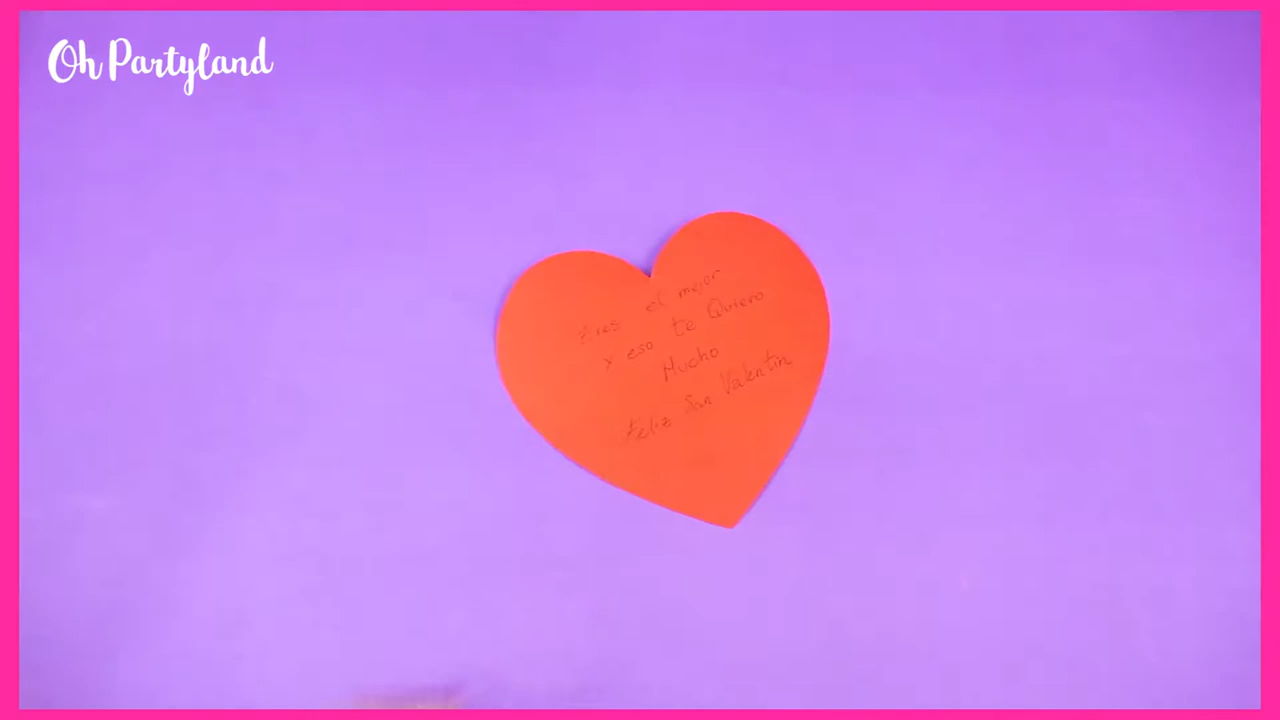 Oh Partyland
Eres el mejor
y eso te Quiero
Mucho
Feliz San Valentin